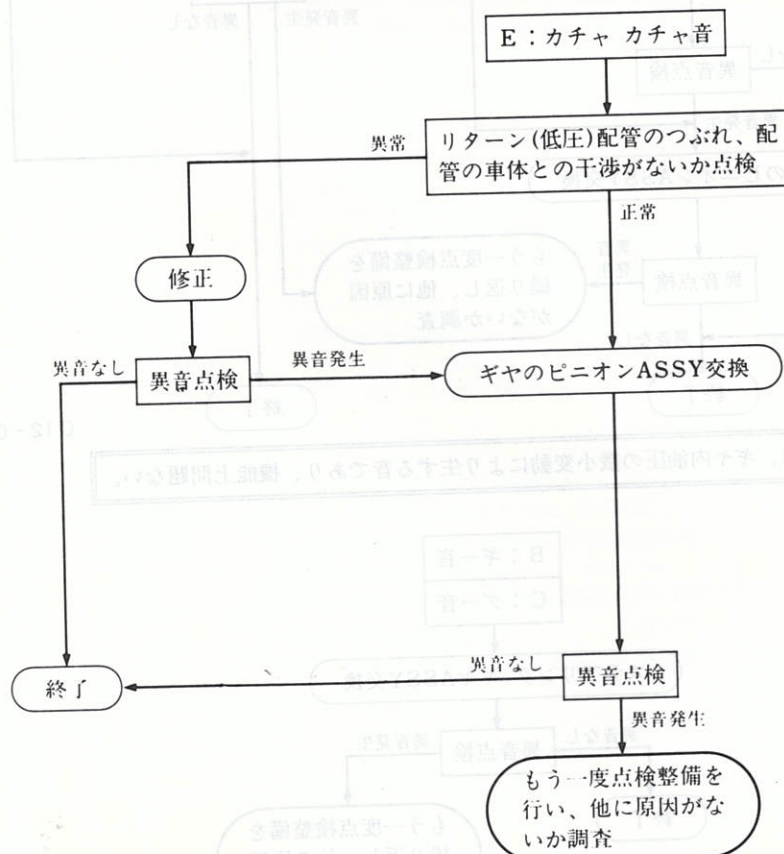 E：カチャ カチャ音
リターン(低圧)配管のつぶれ、配
管の車体との干渉がないか点検
異常
正常
修正
異音なし
異音点検
異音発生
ギヤのピニオンASSY交換
異音なし
異音点検
終了
異音発生
もう一度点検整備を
行い、他に原因がな
いか調査